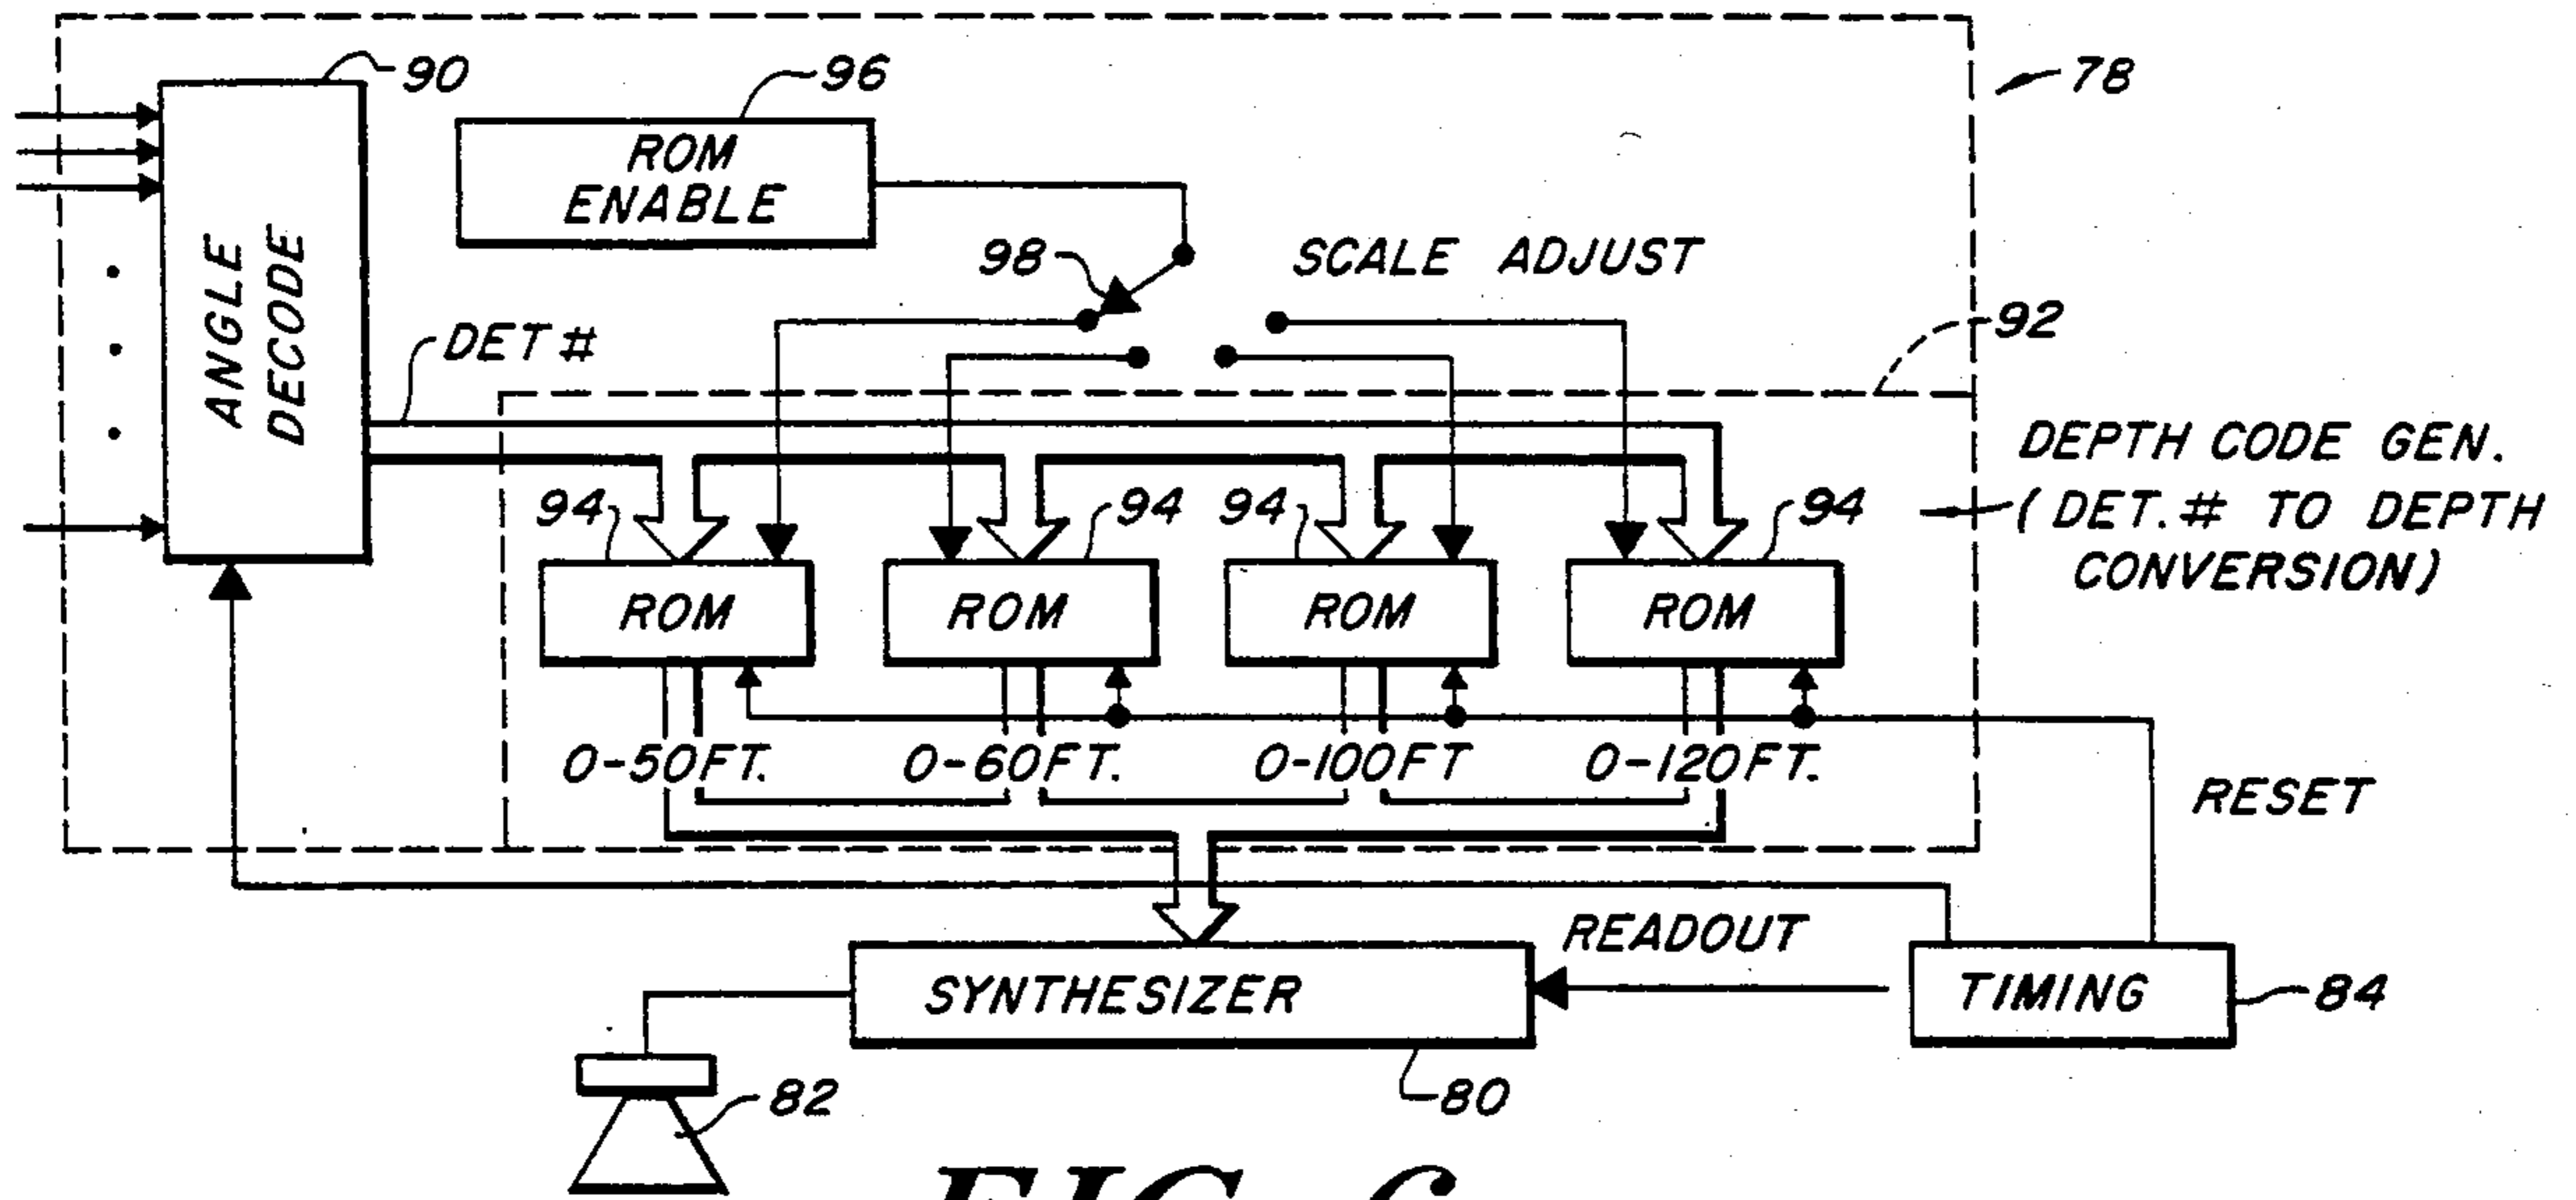 90
96
78
ROM
ENABLE
ANGLE
DECODE
98
SCALE ADJUST
92
DET #
DEPTH CODE GEN.
(DET. # TO DEPTH
CONVERSION)
94
94
94
94
ROM
ROM
ROM
ROM
0-50FT.
0-60FT.
0-100FT
0-120FT.
RESET
READOUT
SYNTHESIZER
TIMING
84
82
80
FIG. 6